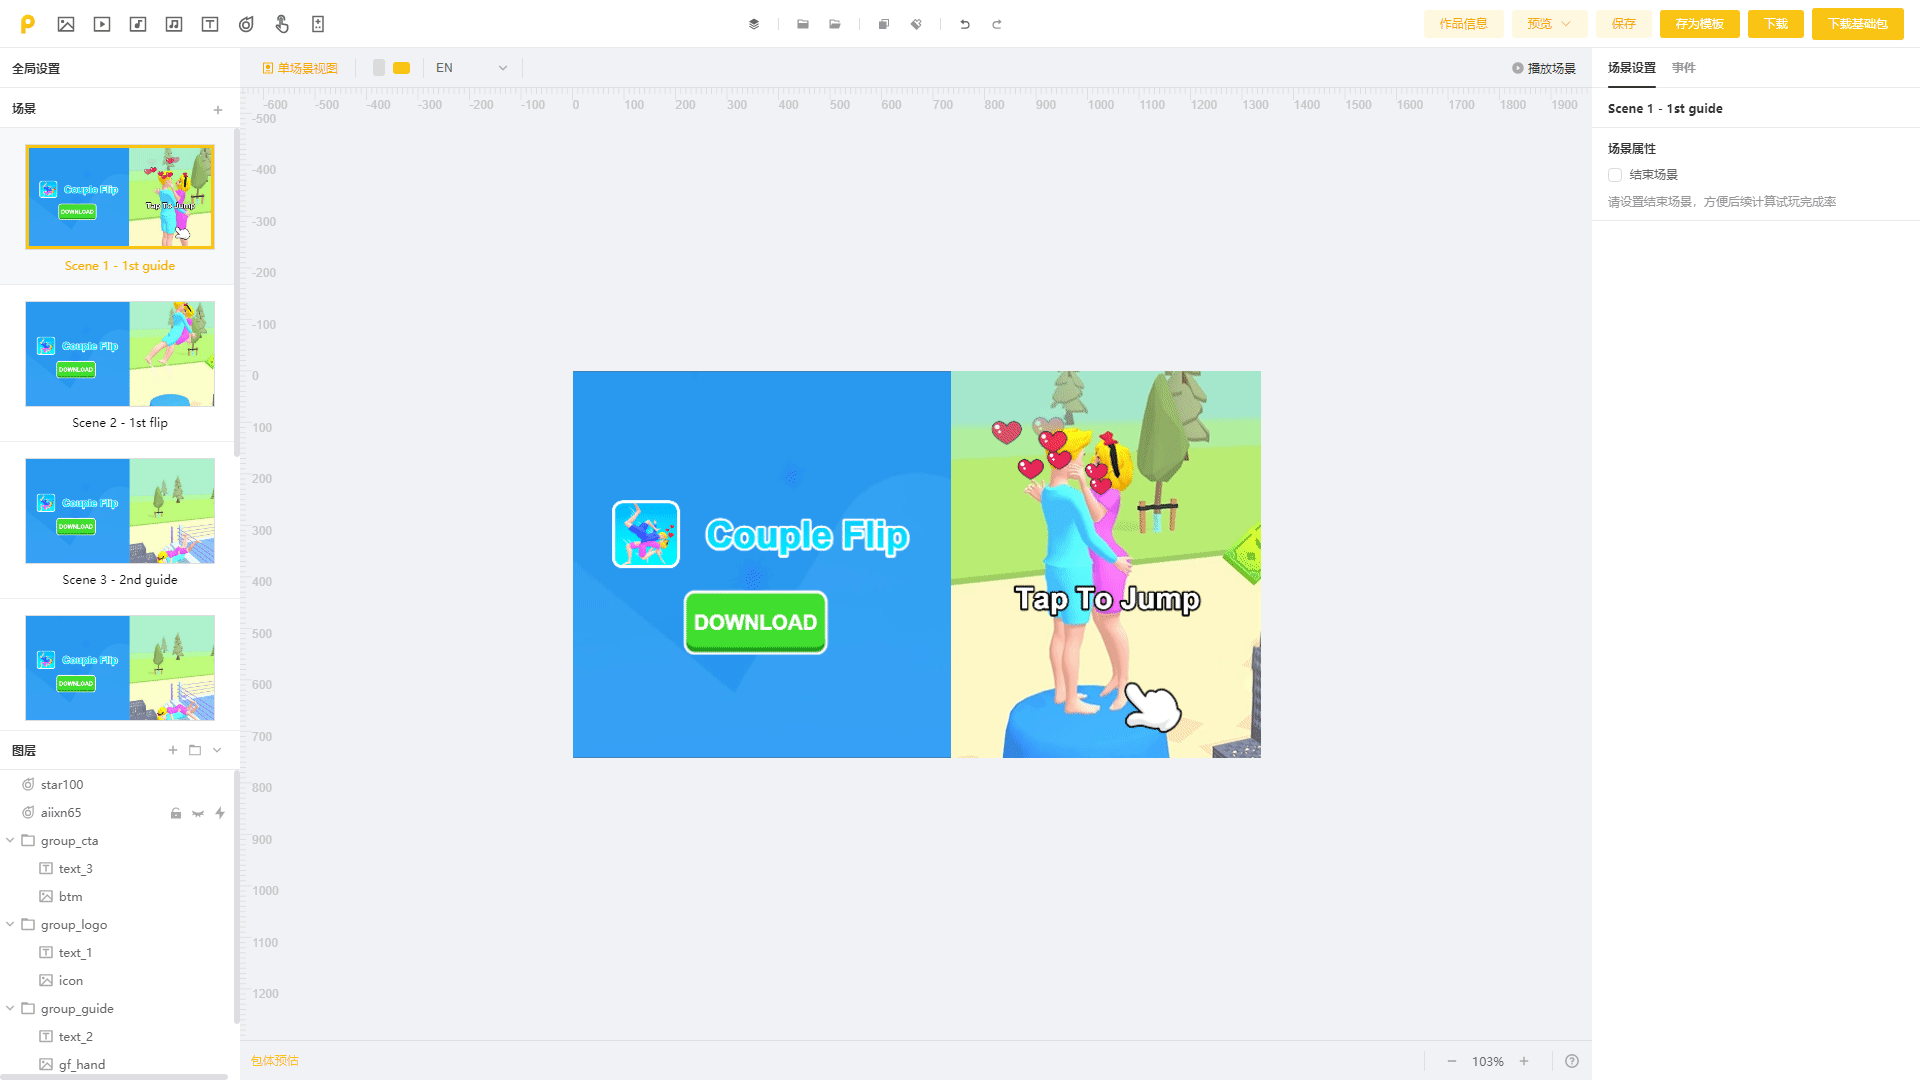 作品信息
预览
保存
存为模板
下载
下载基础包
全局设置
单场景视图
EN
播放场景
场景设置
事件
场景
-600 -500 -400 -300 -200 -100 0 100 200 300 400 500 600 700 800 900 1000 1100 1200 1300 1400 1500 1600 1700 1800 1900
Scene 1 - 1st guide
场景属性
结束场景
请设置结束场景，方便后续计算试玩完成率
Couple Flip
DOWNLOAD
Tap To Jump
Scene 1 - 1st guide
Couple Flip
DOWNLOAD
Scene 2 - 1st flip
Couple Flip
DOWNLOAD
Scene 3 - 2nd guide
Couple Flip
DOWNLOAD
-500
-400
-300
-200
-100
0
100
200
300
400
500
600
700
800
900
1000
1100
1200
Couple Flip
DOWNLOAD
Tap To Jump
图层
star100
aiixn65
group_cta
text_3
btm
group_logo
text_1
icon
group_guide
text_2
gf_hand
包体预估
103%